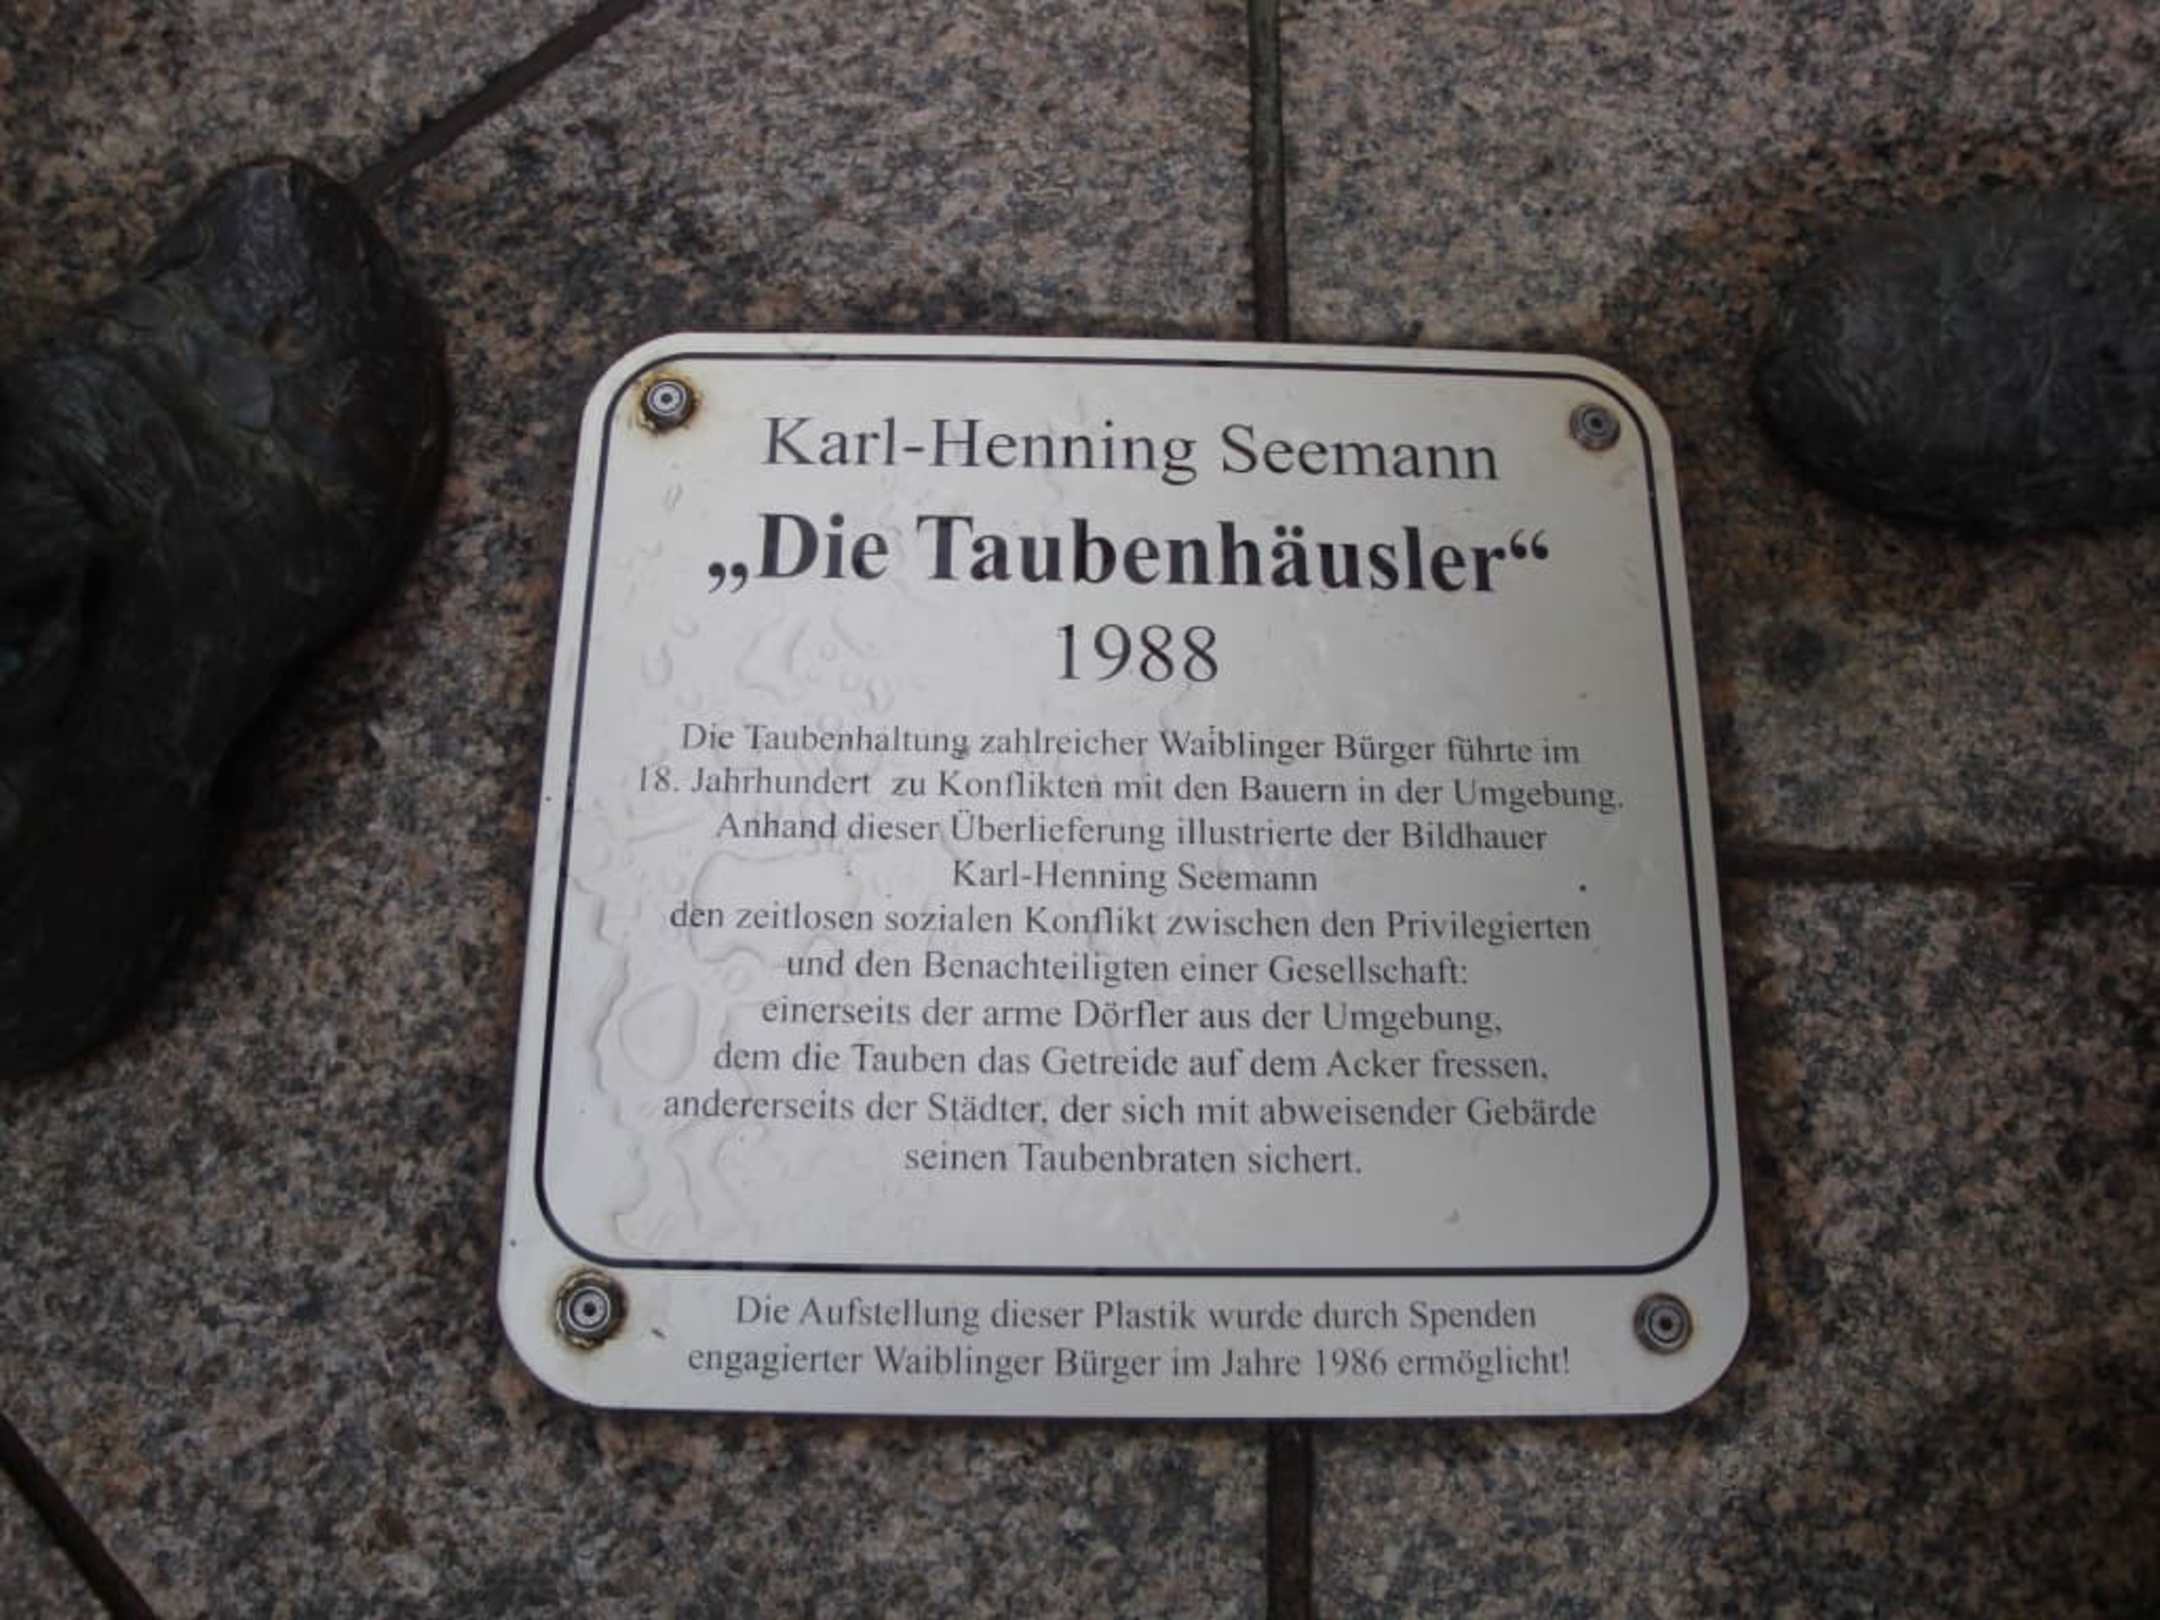 Karl-Henning Seemann
„Die Taubenhäusler“
1988
Die Taubenhaltung zahlreicher Waiblinger Bürger führte im
18. Jahrhundert zu Konflikten mit den Bauern in der Umgebung.
Anhand dieser Überlieferung illustrierte der Bildhauer
Karl-Henning Seemann
den zeitlosen sozialen Konflikt zwischen den Privilegierten
und den Benachteiligten einer Gesellschaft:
einerseits der arme Dörfler aus der Umgebung,
dem die Tauben das Getreide auf dem Acker fressen,
andererseits der Städter, der sich mit abweisender Gebärde
seinen Taubenbraten sichert.
Die Aufstellung dieser Plastik wurde durch Spenden
engagierter Waiblinger Bürger im Jahre 1986 ermöglicht!